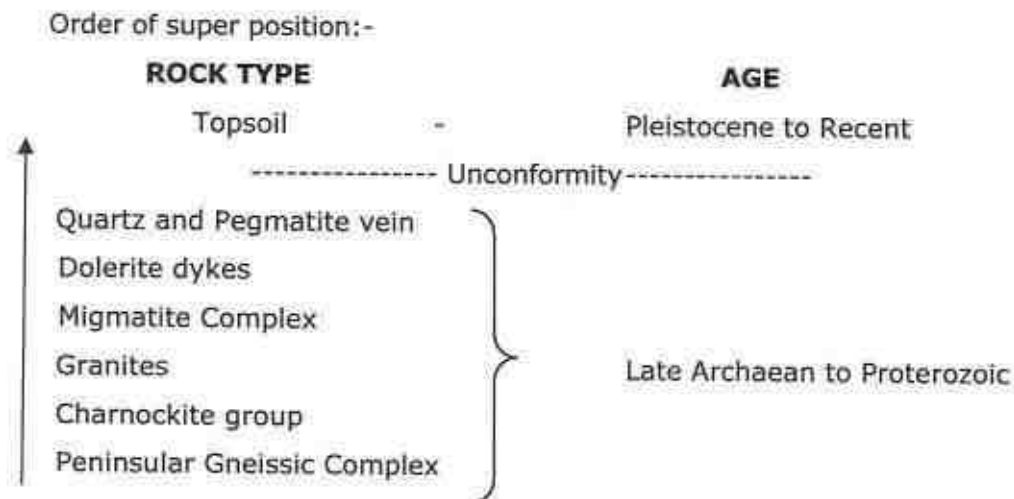 Order of super position:-
ROCK TYPE AGE
Topsoil - Pleistocene to Recent
---------------- Unconformity----------------
Quartz and Pegmatite vein
Dolerite dykes
Migmatite Complex
Granites Late Archaean to Proterozoic
Charnockite group
Peninsular Gneissic Complex